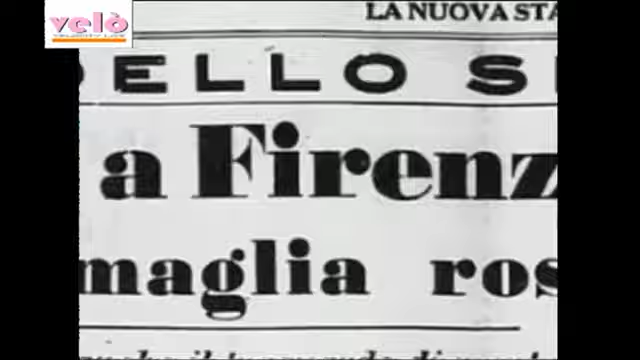 velò
LA NUOVA STA
DELLO S
a Firenz
maglia ros